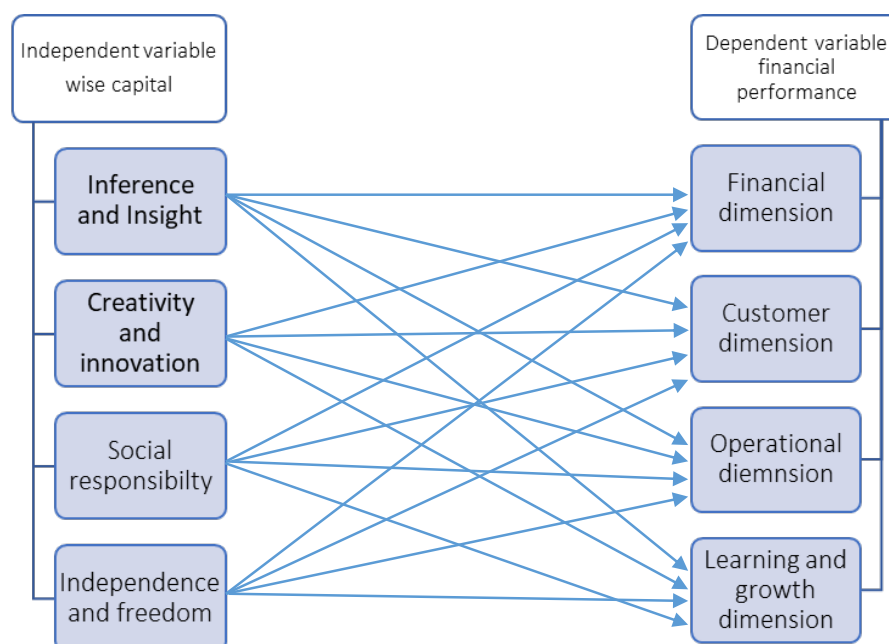 Independent variable
wise capital
Dependent variable
financial
performance
Inference
and Insight
Financial
dimension
Creativity
and
innovation
Customer
dimension
Social
responsibilty
Operational
diemnsion
Independence
and freedom
Learning and
growth
dimension